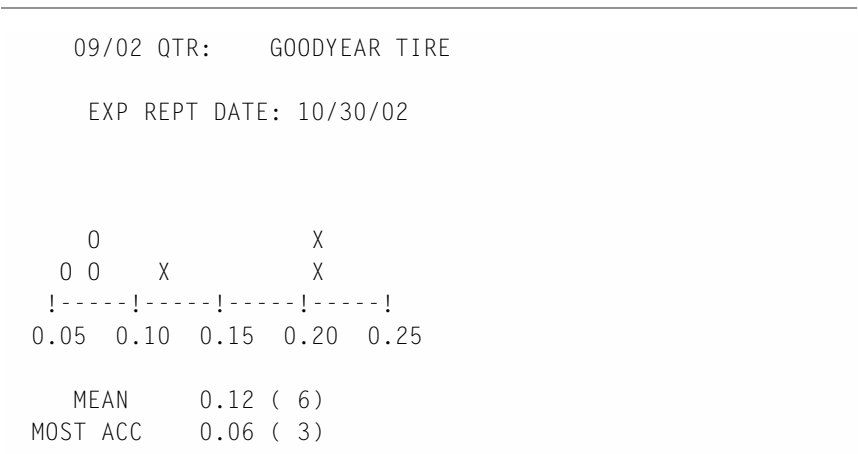 09/02 QTR: GOODYEAR TIRE
EXP REPT DATE: 10/30/02
O X
O O X X
!-----!-----!-----!-----!
0.05 0.10 0.15 0.20 0.25
MEAN 0.12 ( 6)
MOST ACC 0.06 ( 3)